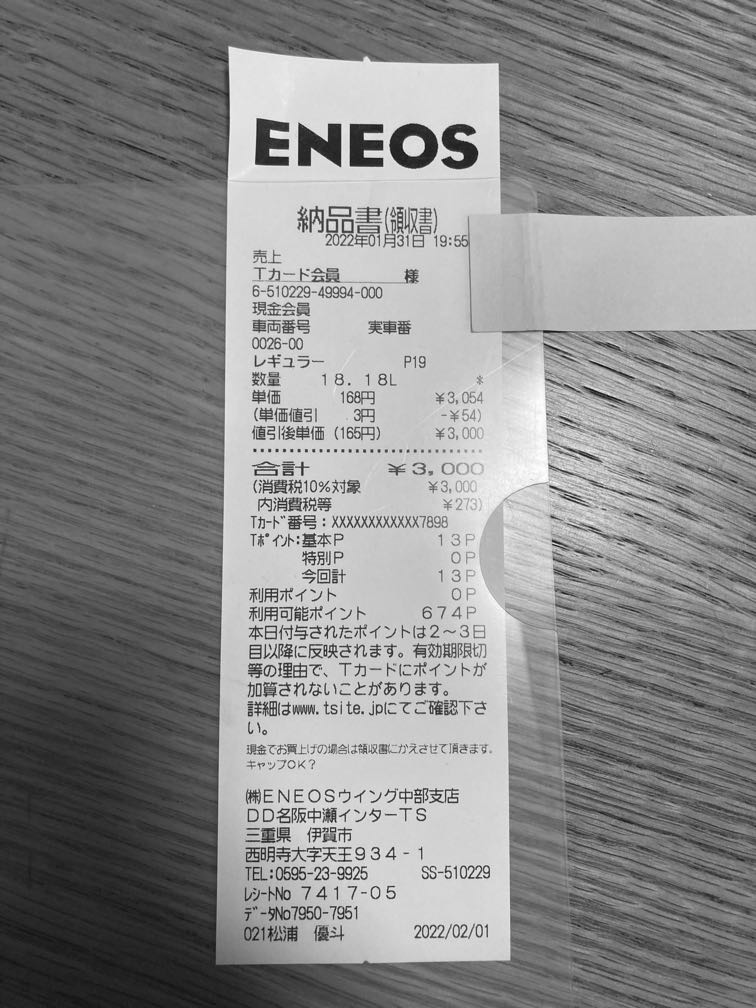 ENEOS
納品書(領収書)
2022年01月31日 19:55
売上
Tカード会員 様
6-510229-49994-000
現金会員
車両番号 実車番
0026-00
レギュラー P19
数量 18.18L *
単価 168円 ¥3,054
(単価値引 3円 -¥54)
値引後単価 (165円) ¥3,000
合計 ¥3,000
(消費税10%対象 ¥3,000
内消費税等 ¥273)
Tカード番号:XXXXXXXXXXXX7898
Tポイント:基本P 13P
特別P 0P
今回計 13P
利用ポイント 0P
利用可能ポイント 674P
本日付与されたポイントは2~3日
目以降に反映されます。有効期限切
等の理由で、Tカードにポイントが
加算されないことがあります。
詳細はwww.tsite.jpにてご確認下さ
い。
現金でお買上げの場合は領収書にかえさせて頂きます。
キャップOK?
㈱ENEOSウイング中部支店
DD名阪中瀬インターTS
三重県 伊賀市
西明寺大字天王934-1
TEL:0595-23-9925 SS-510229
レシートNo 7417-05
データNo7950-7951
021松浦 優斗 2022/02/01